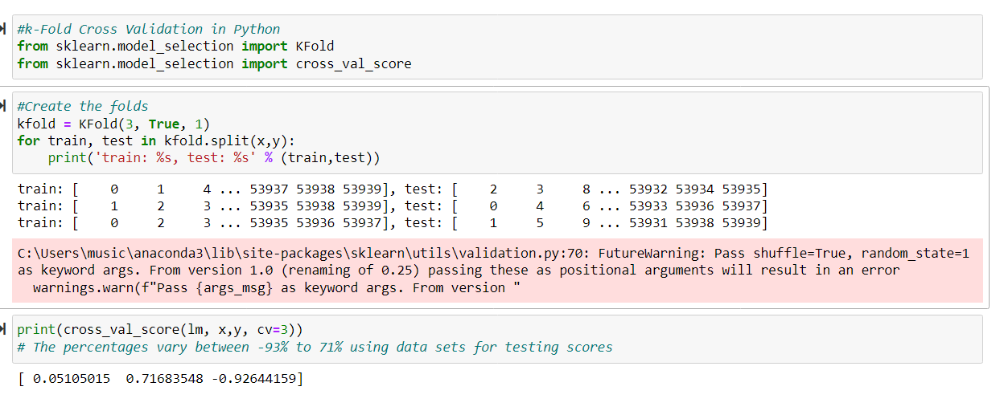 #k-Fold Cross Validation in Python
from sklearn.model_selection import KFold
from sklearn.model_selection import cross_val_score
#Create the folds
kfold = KFold(3, True, 1)
for train, test in kfold.split(x,y):
    print('train: %s, test: %s' % (train,test))
train: [    0     1     4 ... 53937 53938 53939], test: [    2     3     8 ... 53932 53934 53935]
train: [    1     2     3 ... 53935 53938 53939], test: [    0     4     6 ... 53933 53936 53937]
train: [    0     2     3 ... 53935 53936 53937], test: [    1     5     9 ... 53931 53938 53939]
C:\Users\music\anaconda3\lib\site-packages\sklearn\utils\validation.py:70: FutureWarning: Pass shuffle=True, random_state=1
as keyword args. From version 1.0 (renaming of 0.25) passing these as positional arguments will result in an error
  warnings.warn(f"Pass {args_msg} as keyword args. From version "
print(cross_val_score(lm, x,y, cv=3))
# The percentages vary between -93% to 71% using data sets for testing scores
[ 0.05105015  0.71683548 -0.92644159]